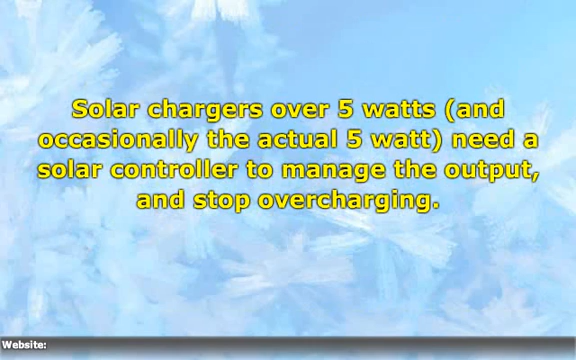 Solar chargers over 5 watts (and
occasionally the actual 5 watt) need a
solar controller to manage the output,
and stop overcharging.
Website: